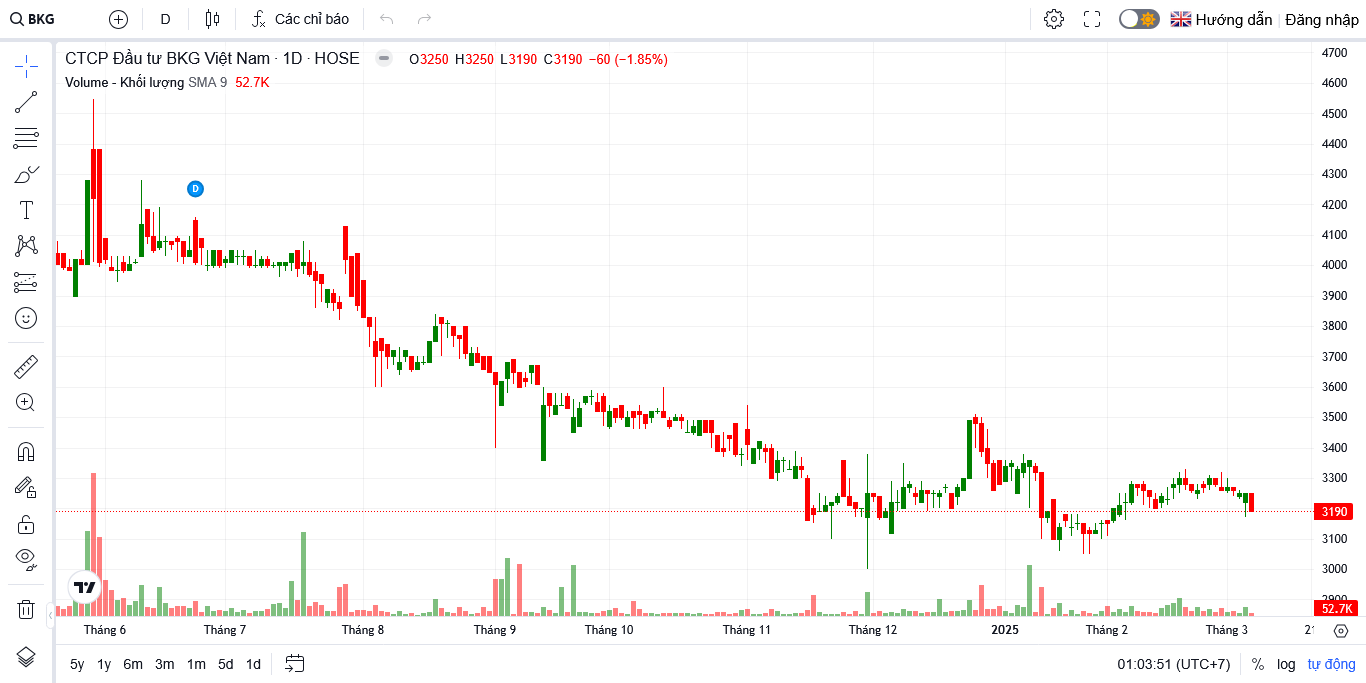 BKG D Các chỉ báo Hướng dẫn Đăng nhập
CTCP Đầu tư BKG Việt Nam · 1D · HOSE O3250 H3250 L3190 C3190 −60 (−1.85%)
Volume - Khối lượng SMA 9 52.7K
D
4700
4600
4500
4400
4300
4200
4100
4000
3900
3800
3700
3600
3500
3400
3300
3190
3100
3000
2900
52.7K
Tháng 6 Tháng 7 Tháng 8 Tháng 9 Tháng 10 Tháng 11 Tháng 12 2025 Tháng 2 Tháng 3
5y 1y 6m 3m 1m 5d 1d 01:03:51 (UTC+7) % log tự động